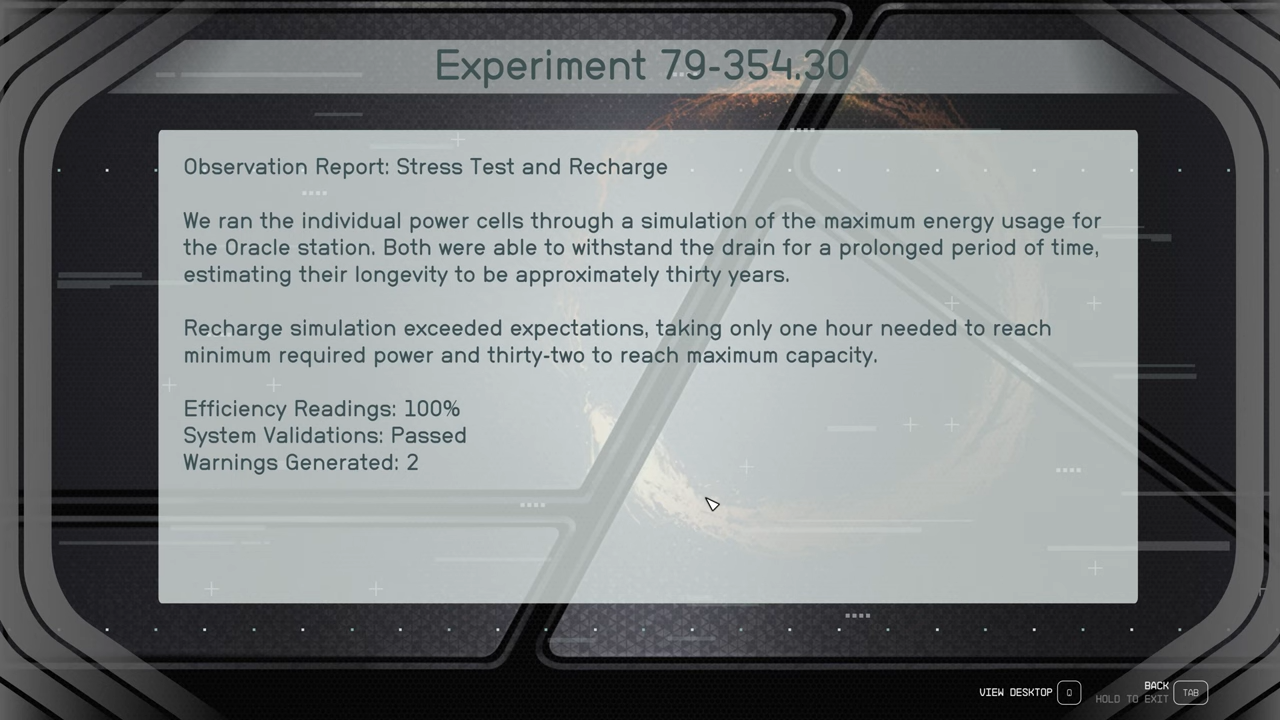 Experiment 79-354.30
Observation Report: Stress Test and Recharge
We ran the individual power cells through a simulation of the maximum energy usage for
the Oracle station. Both were able to withstand the drain for a prolonged period of time,
estimating their longevity to be approximately thirty years.
Recharge simulation exceeded expectations, taking only one hour needed to reach
minimum required power and thirty-two to reach maximum capacity.
Efficiency Readings: 100%
System Validations: Passed
Warnings Generated: 2
VIEW DESKTOP Q
BACK
HOLD TO EXIT TAB